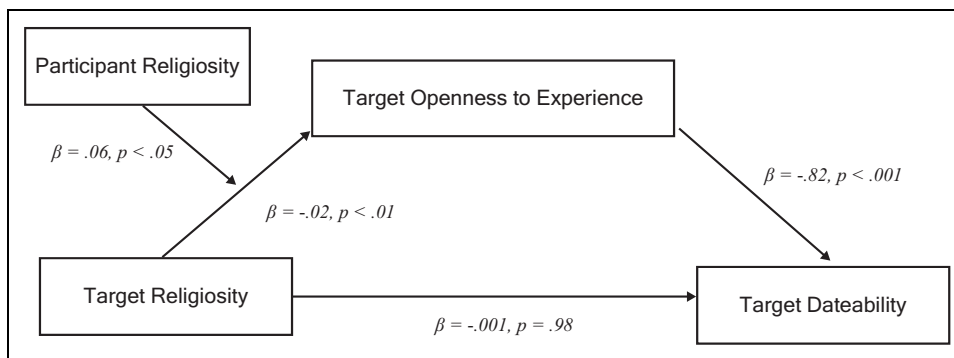 Participant Religiosity
Target Openness to Experience
β = .06, p < .05
β = -.82, p < .001
β = -.02, p < .01
Target Religiosity
Target Dateability
β = -.001, p = .98